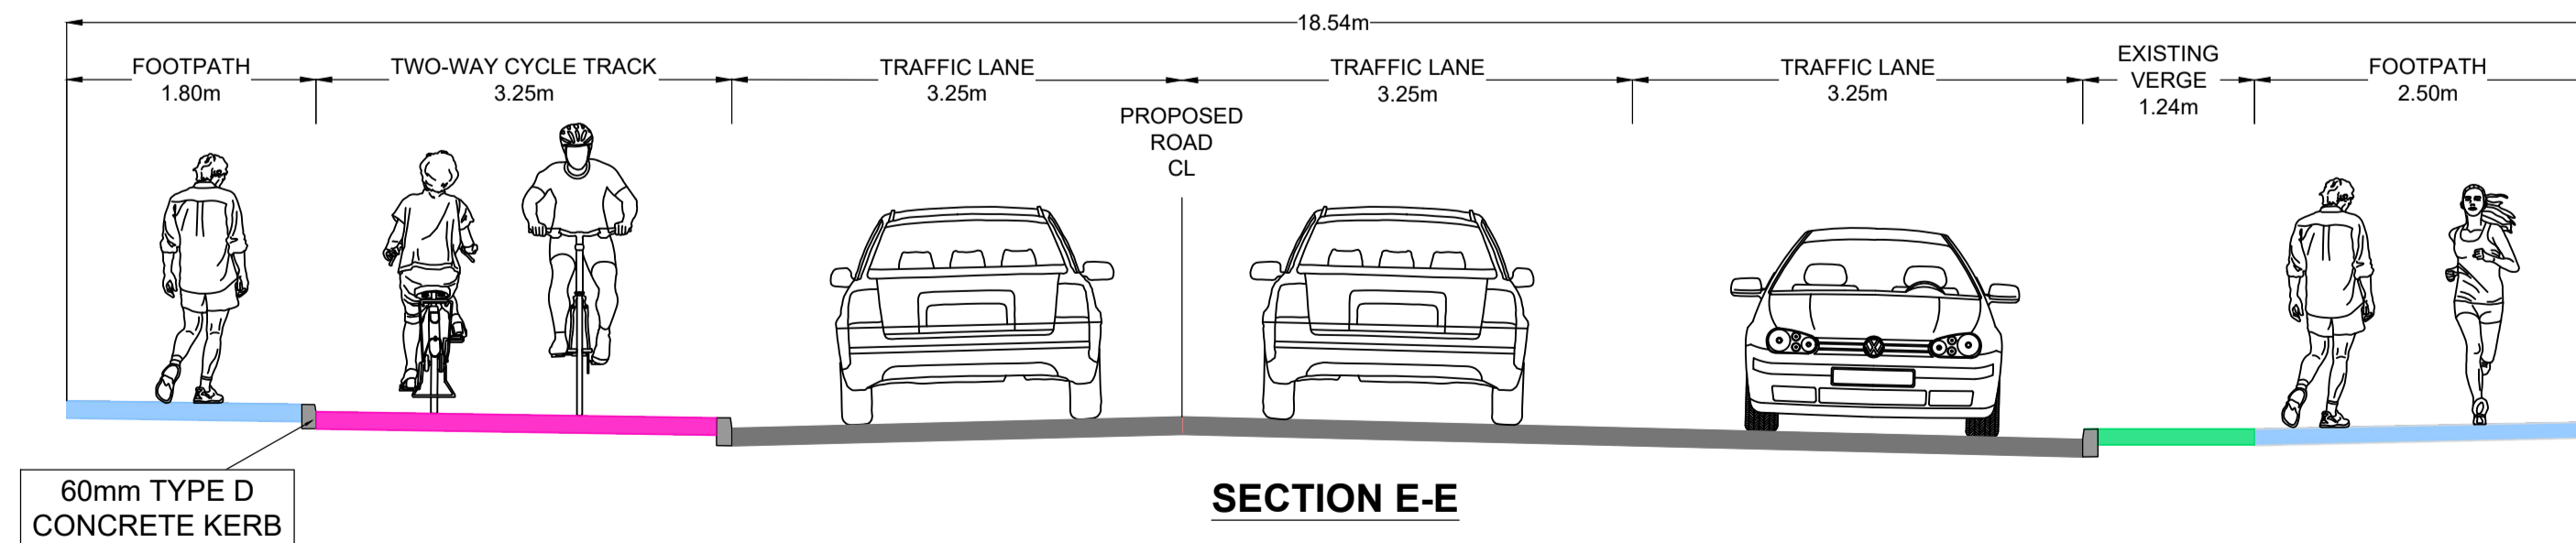 18.54m
FOOTPATH
1.80m
TWO-WAY CYCLE TRACK
3.25m
TRAFFIC LANE
3.25m
TRAFFIC LANE
3.25m
TRAFFIC LANE
3.25m
EXISTING
VERGE
1.24m
FOOTPATH
2.50m
PROPOSED
ROAD
CL
60mm TYPE D
CONCRETE KERB
SECTION E-E